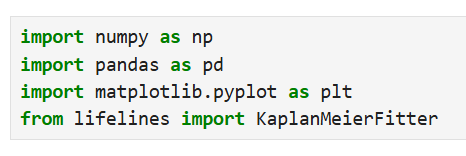 import numpy as np
import pandas as pd
import matplotlib.pyplot as plt
from lifelines import KaplanMeierFitter